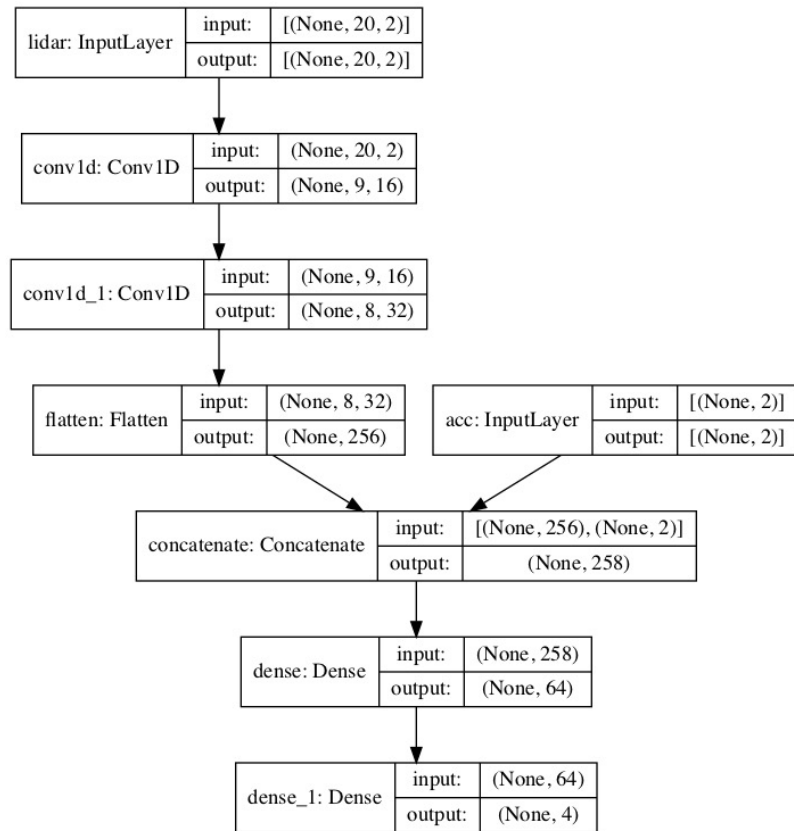 lidar: InputLayer
input: [(None, 20, 2)]
output: [(None, 20, 2)]
conv1d: Conv1D
input: (None, 20, 2)
output: (None, 9, 16)
conv1d_1: Conv1D
input: (None, 9, 16)
output: (None, 8, 32)
flatten: Flatten
input: (None, 8, 32)
output: (None, 256)
acc: InputLayer
input: [(None, 2)]
output: [(None, 2)]
concatenate: Concatenate
input: [(None, 256), (None, 2)]
output: (None, 258)
dense: Dense
input: (None, 258)
output: (None, 64)
dense_1: Dense
input: (None, 64)
output: (None, 4)